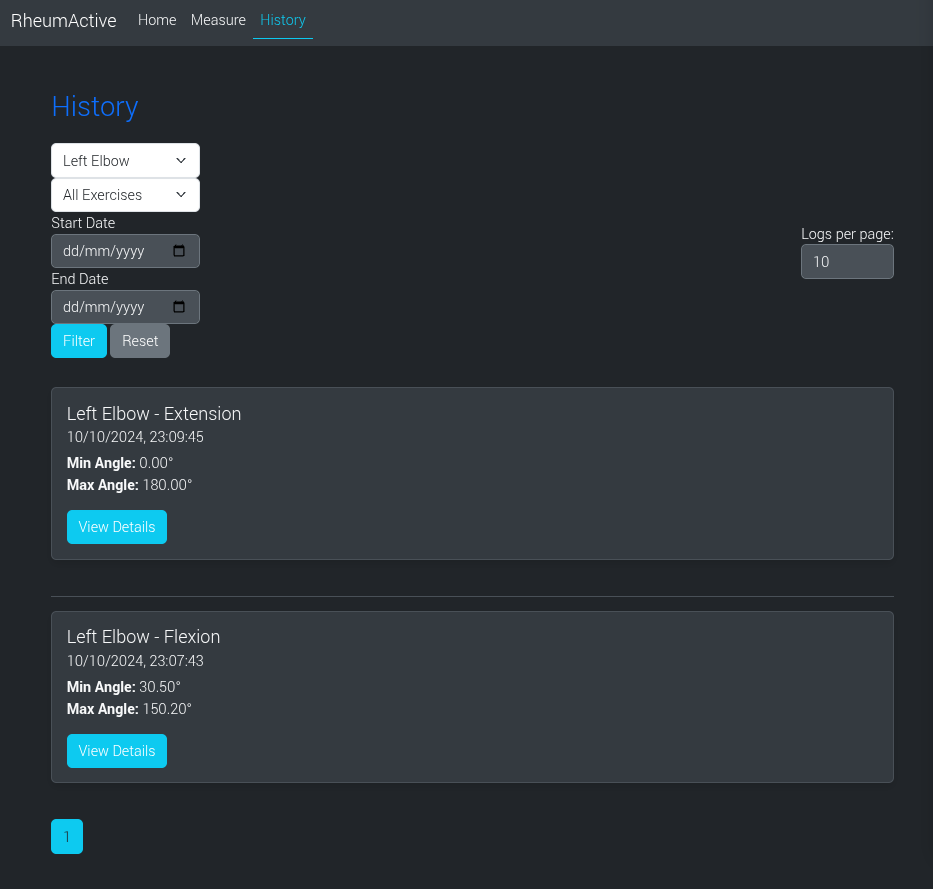 RheumActive Home Measure History
History
Left Elbow
All Exercises
Start Date
dd/mm/yyyy
End Date
dd/mm/yyyy
Filter Reset
Logs per page:
10
Left Elbow - Extension
10/10/2024, 23:09:45
Min Angle: 0.00°
Max Angle: 180.00°
View Details
Left Elbow - Flexion
10/10/2024, 23:07:43
Min Angle: 30.50°
Max Angle: 150.20°
View Details
1